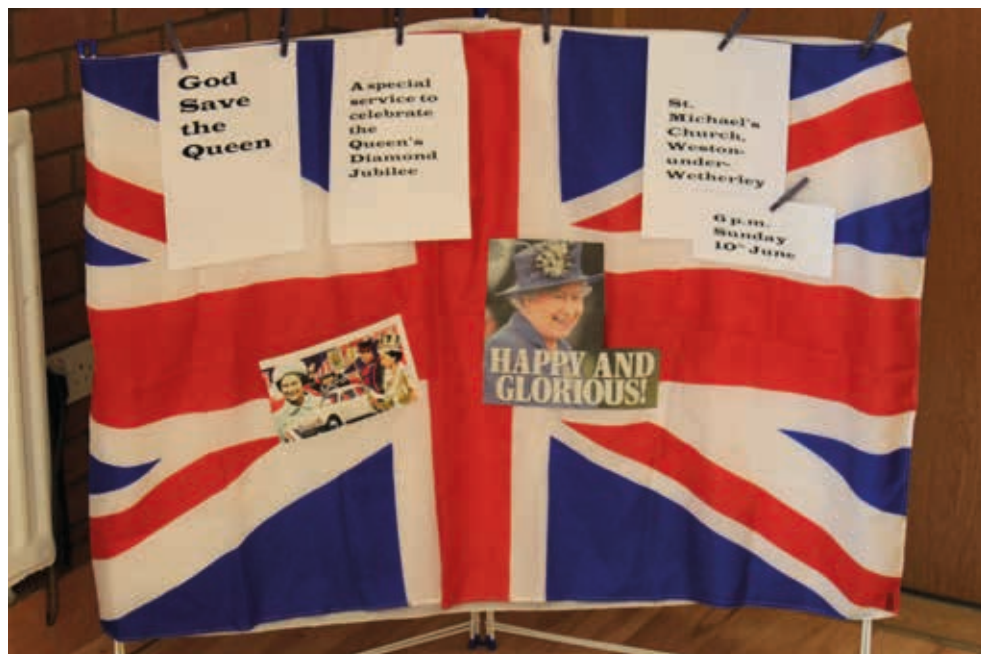 God
Save
the
Queen
A special
service to
celebrate
the
Queen's
Diamond
Jubilee
St.
Michael's
Church,
Weston-
under-
Wetherley
6 p.m.
Sunday
10th June
HAPPY AND
GLORIOUS!